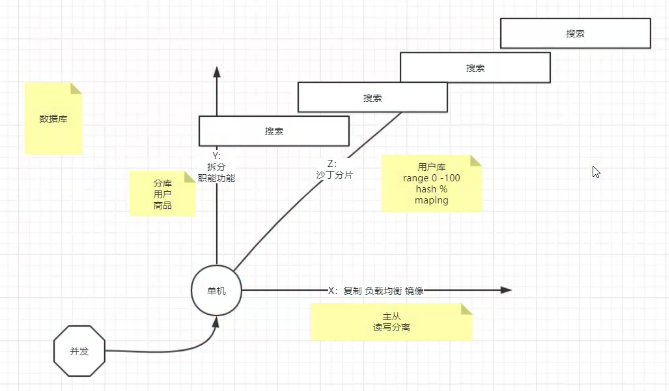 搜索
搜索
搜索
搜索
数据库
Y:
拆分
职能功能
Z:
沙丁分片
用户库
range 0 -100
hash %
maping
分库
用户
商品
单机
X：复制 负载均衡 镜像
主从
读写分离
并发